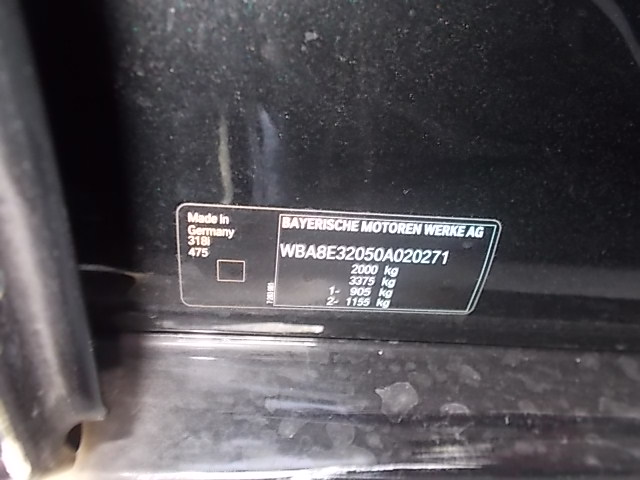 Made in
Germany
318i
475
BAYERISCHE MOTOREN WERKE AG
WBA8E32050A020271
2000 kg
3375 kg
1- 905 kg
2- 1155 kg